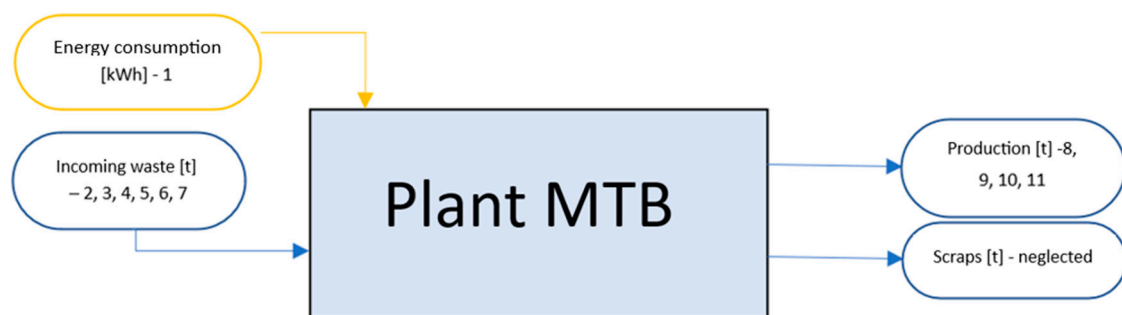 Energy consumption
[kWh] - 1
Incoming waste [t]
– 2, 3, 4, 5, 6, 7
Plant MTB
Production [t] -8,
9, 10, 11
Scraps [t] - neglected